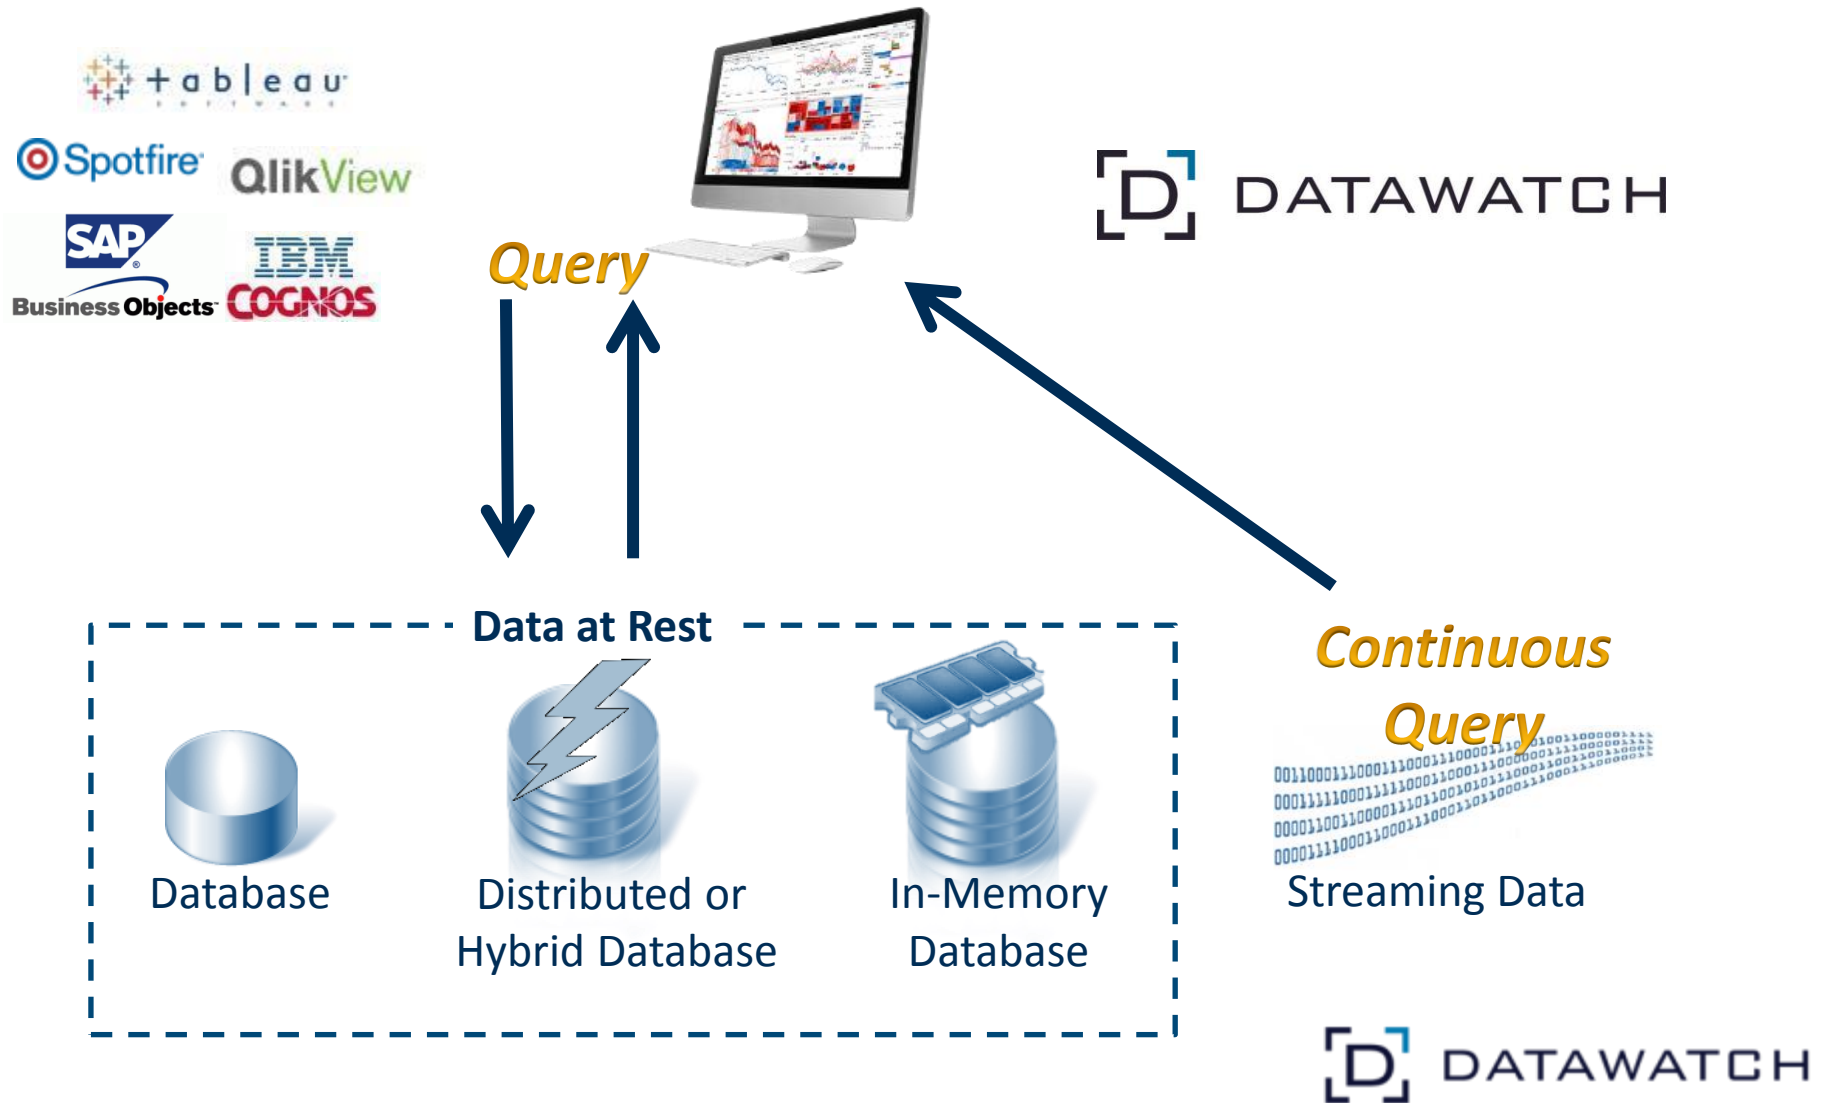 + a b l e a u
S O F T W A R E
Spotfire
QlikView
SAP
®
Business Objects
IBM
COGNOS
Query
DATAWATCH
Data at Rest
Continuous
Query
Database
Distributed or
Hybrid Database
In-Memory
Database
Streaming Data
DATAWATCH